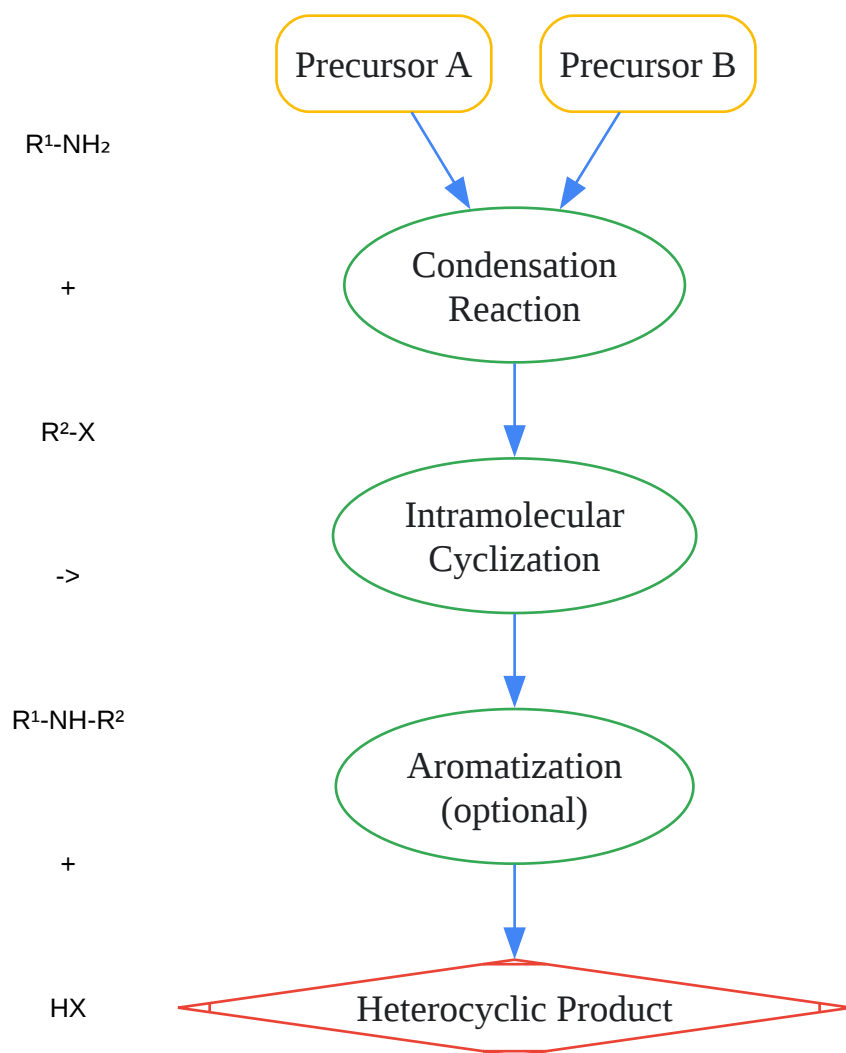 Precursor A
Precursor B
R¹-NH₂
Condensation
Reaction
+
R²-X
Intramolecular
Cyclization
->
R¹-NH-R²
Aromatization
(optional)
+
HX
Heterocyclic Product